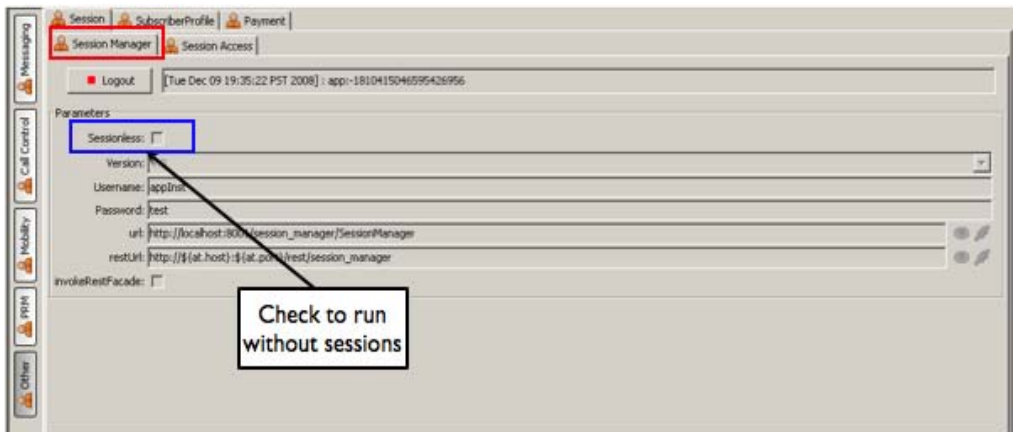 Session SubscriberProfile Payment
Session Manager Session Access
Logout [Tue Dec 09 19:35:22 PST 2008] : app:-1810415046595426956
Parameters
Sessionless:
Version:
Username: appInst
Password: test
url: http://localhost:8001/session_manager/SessionManager
restUrl: http://${at.host}:${at.port}/rest/session_manager
invokeRestFacade:
Check to run
without sessions
Messaging
Call Control
Mobility
PRM
Other